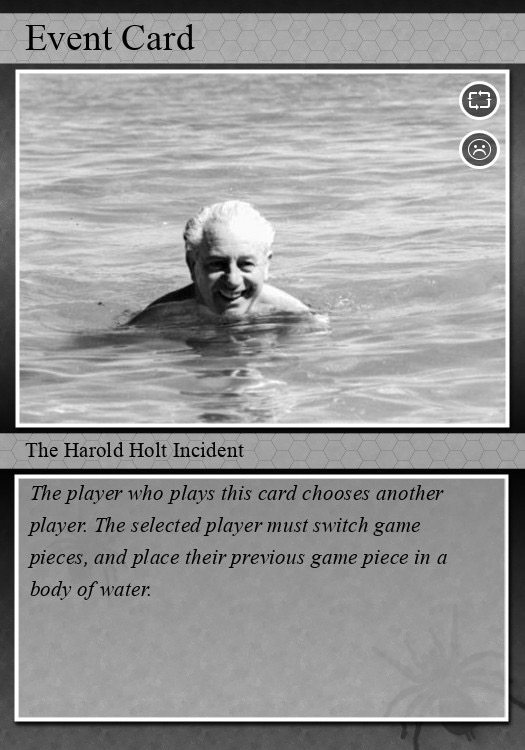 Event Card
The Harold Holt Incident
The player who plays this card chooses another
player. The selected player must switch game
pieces, and place their previous game piece in a
body of water.